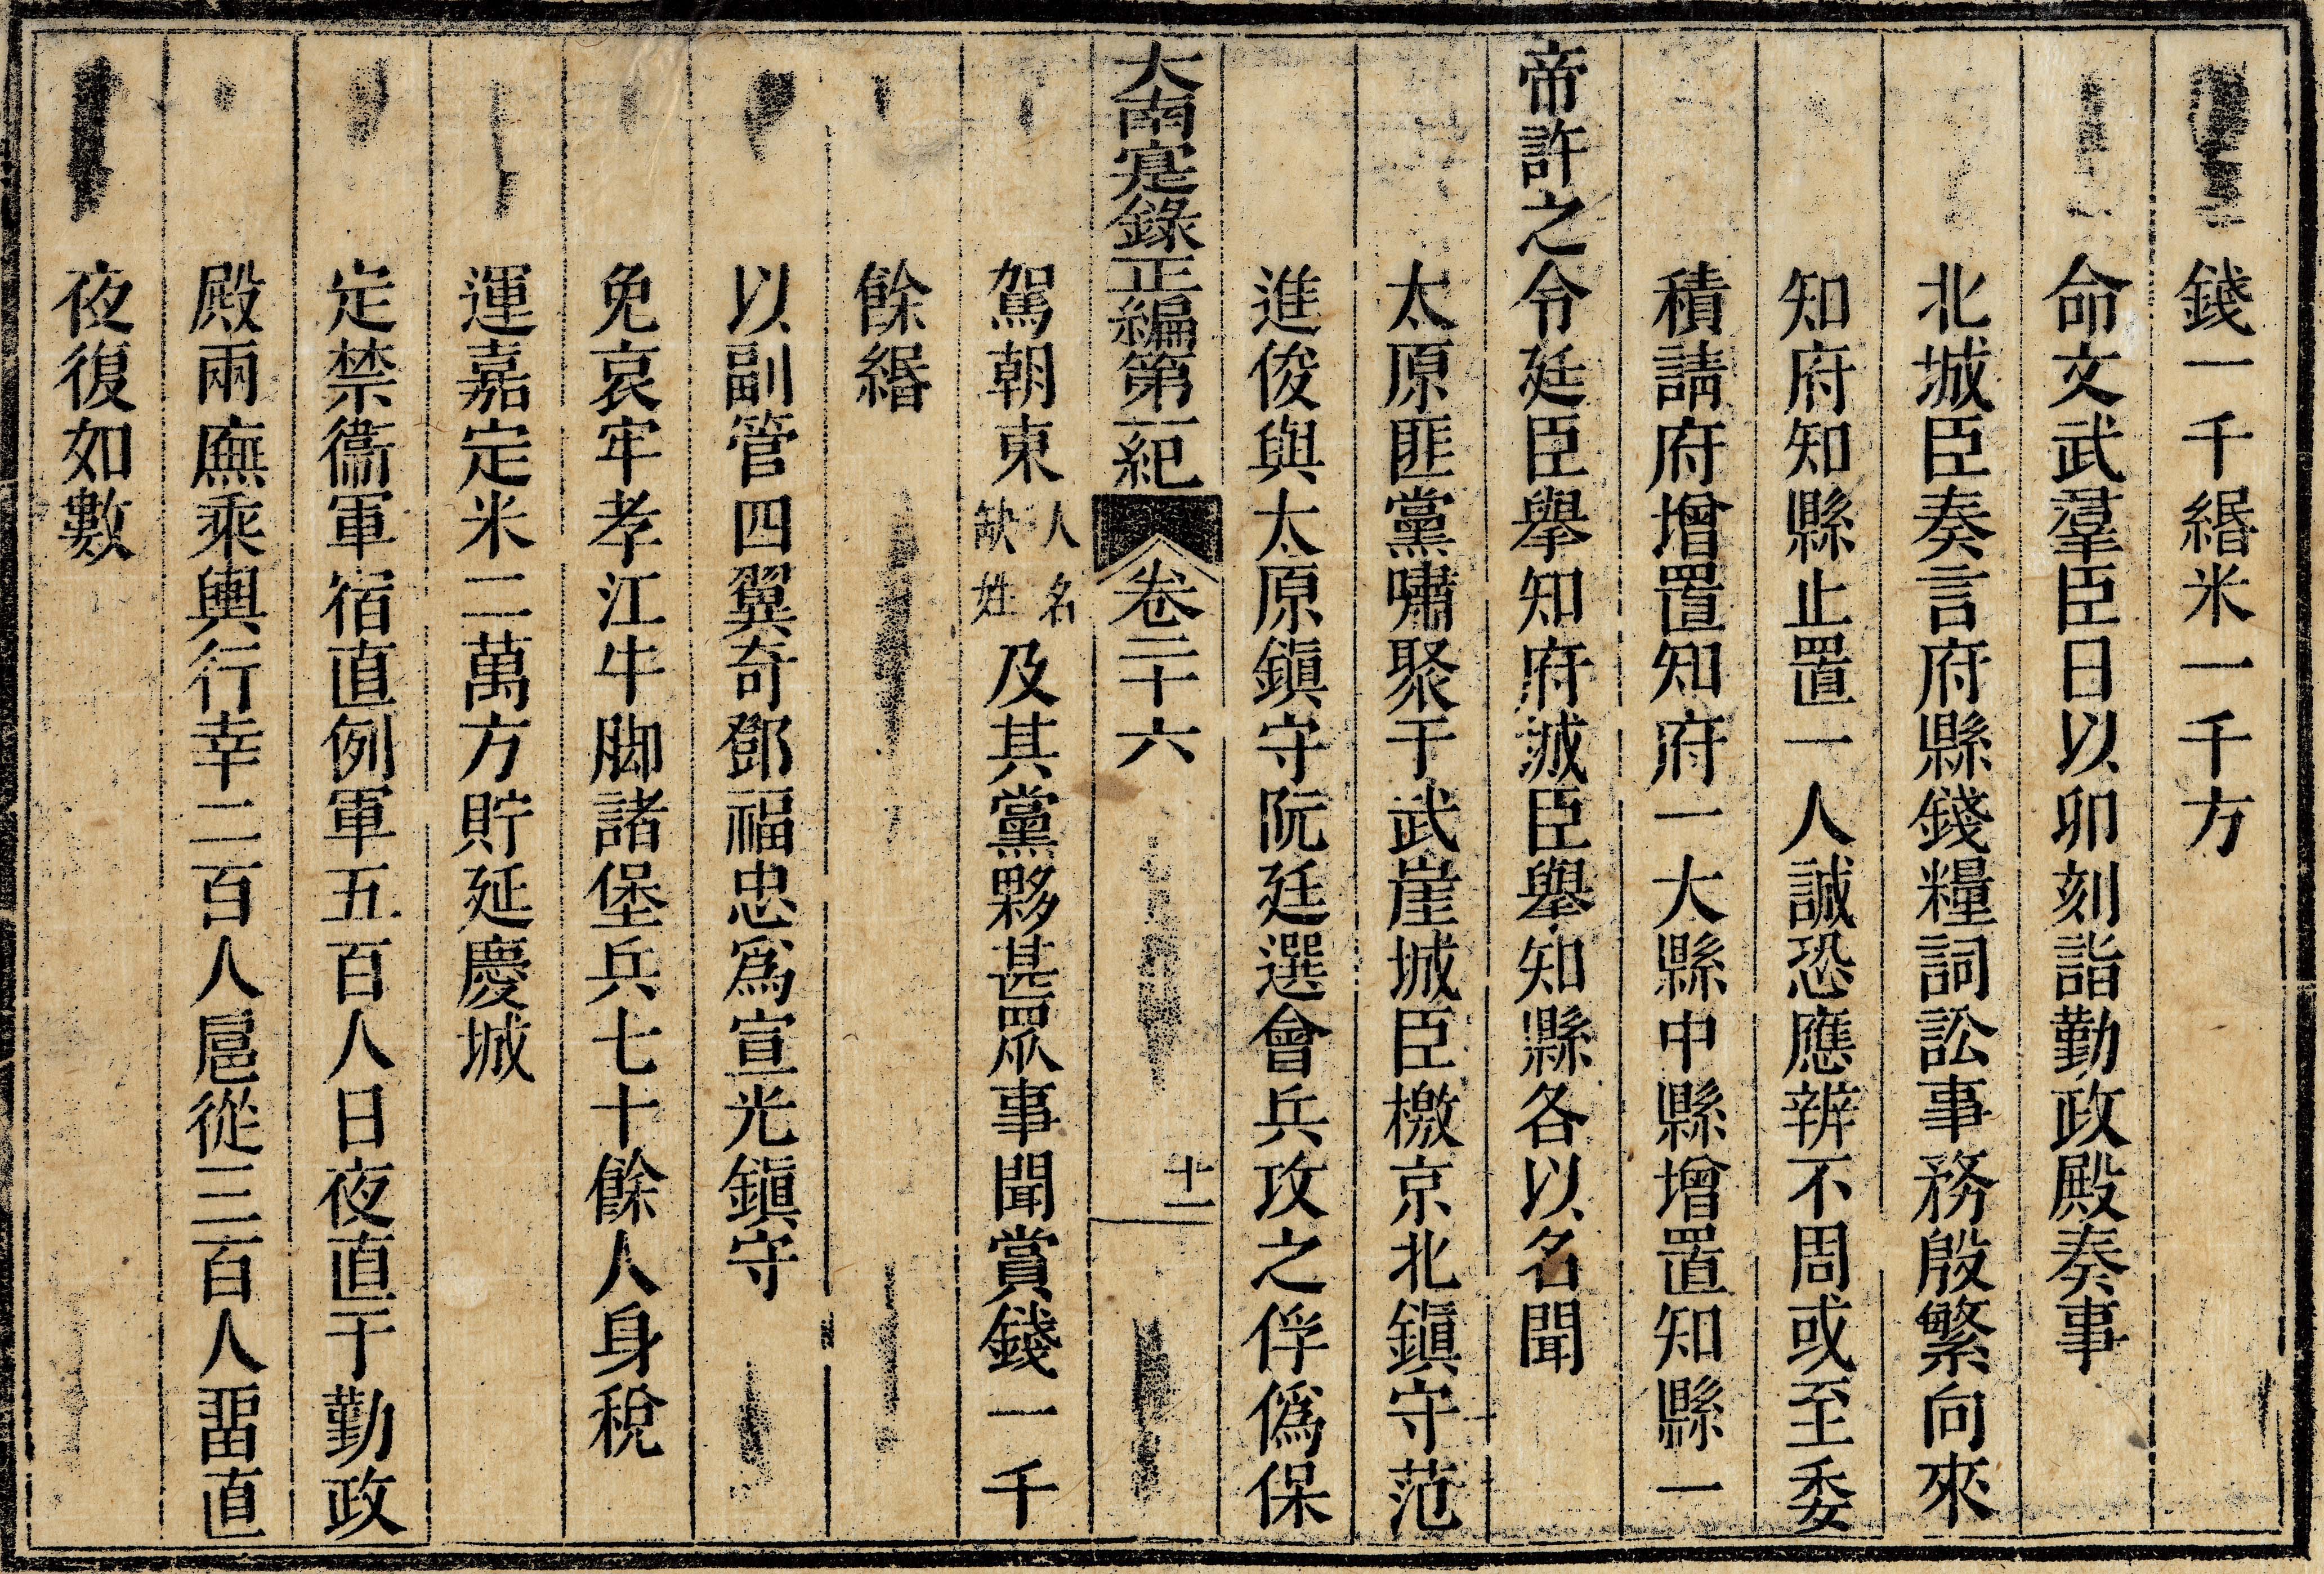 錢一千緡米一千方
命文武羣臣日以卯刻詣勤政殿奏事
北城臣奏言府縣錢糧詞訟事務殷繁向來
知府知縣止置一人誠恐應辨不周或至委
積請府增置知府一大縣中縣增置知縣一
帝許之令廷臣舉知府誠臣舉知縣各以名聞
太原匪黨嘯聚于武崖城臣檄京北鎭守范
進俊與太原鎭守阮廷選會兵攻之俘僞保
大南寔錄正編第二紀 卷二十六 十一
駕朝東人名缺姓及其黨夥甚眾事聞賞錢一千
餘緡
以副管四翼奇鄧福忠爲宣光鎭守
免哀牢孝江牛脚諸堡兵七十餘人身稅
運嘉定米二萬方貯延慶城
定禁衞軍宿直例軍五百人日夜直于勤政
殿兩廡乘輿行幸二百人扈從三百人畱直
夜復如數